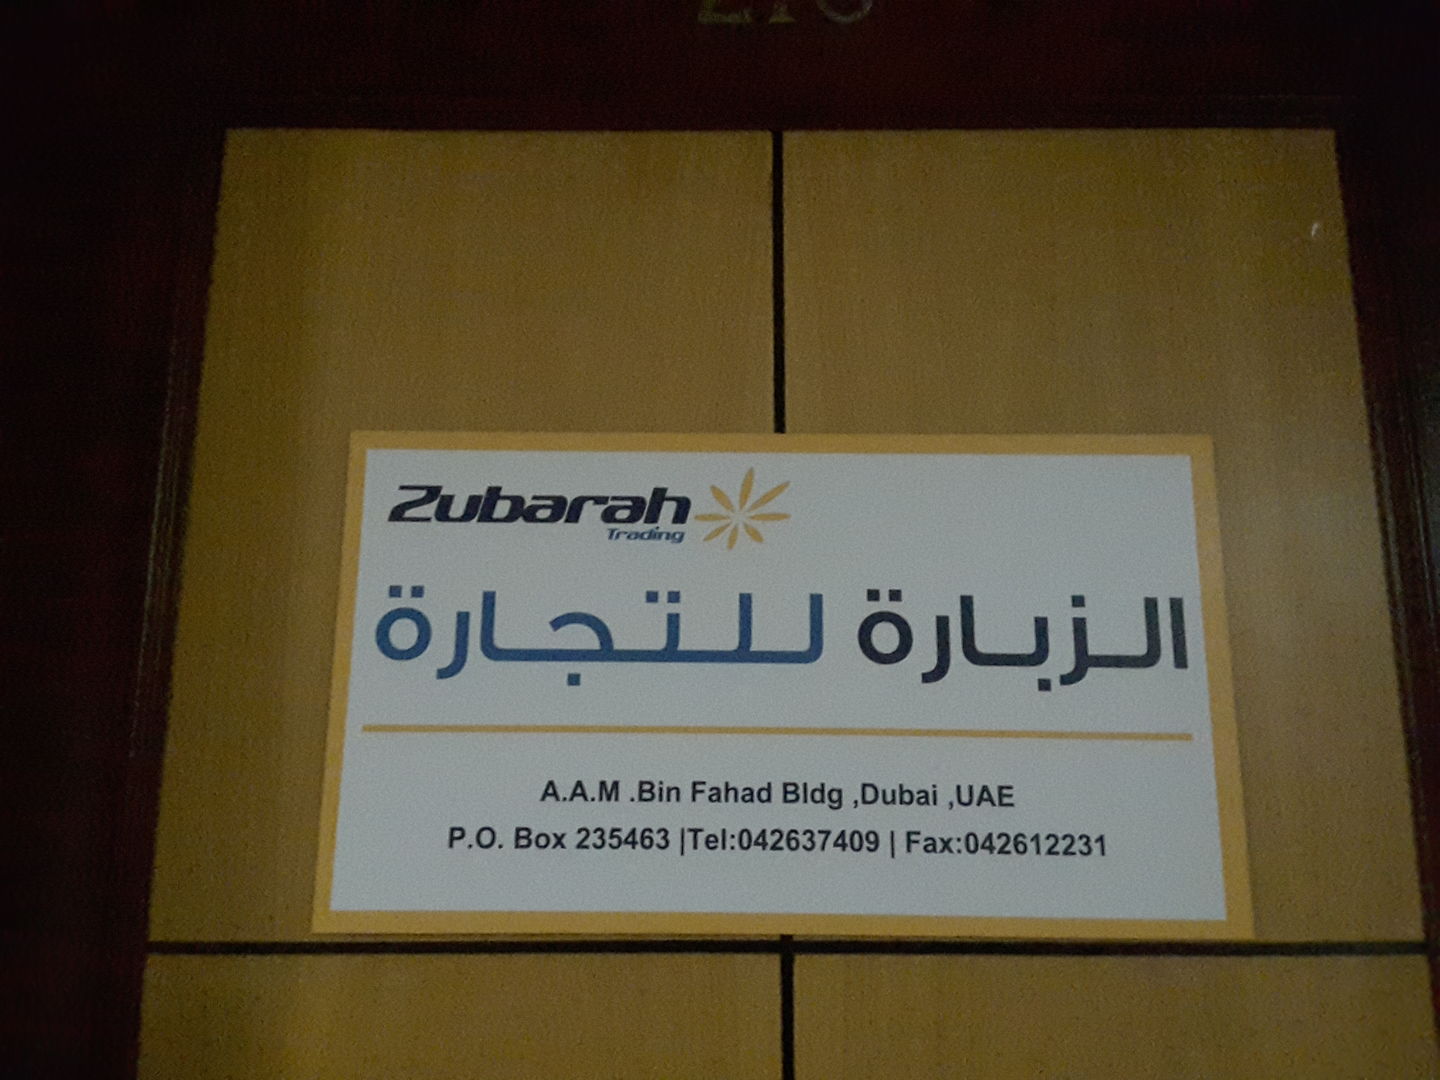 Zubarah
Trading
الزبارة للتجارة
A.A.M .Bin Fahad Bldg ,Dubai ,UAE
P.O. Box 235463 |Tel:042637409 | Fax:042612231